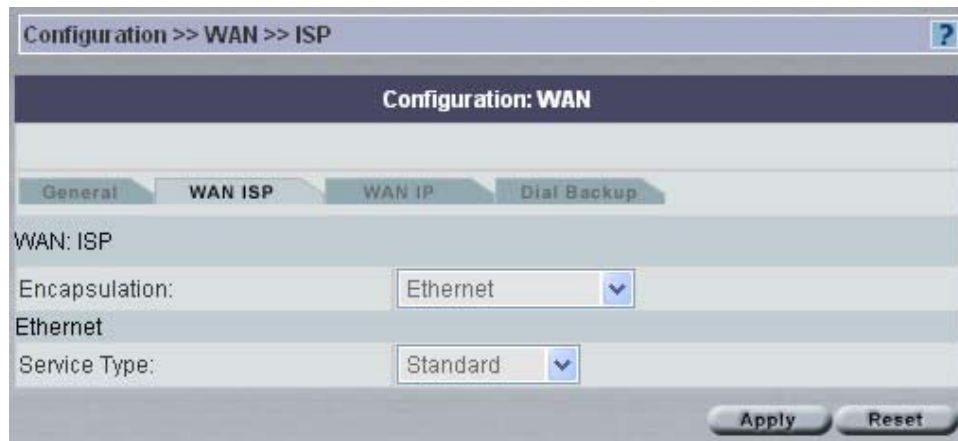 Configuration >> WAN >> ISP ?
Configuration: WAN
General WAN ISP WAN IP Dial Backup
WAN: ISP
Encapsulation: Ethernet
Ethernet
Service Type: Standard
Apply Reset